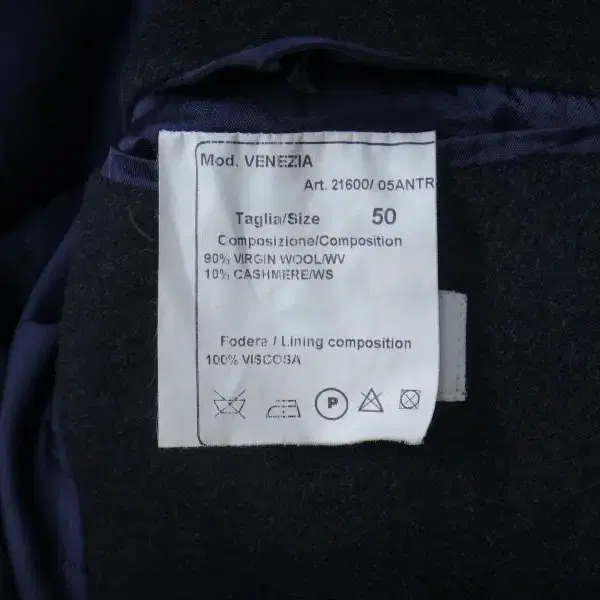 Mod. VENEZIA
Art. 21600/ 05ANTR
Taglia/Size 50
Composizione/Composition
90% VIRGIN WOOL/WV
10% CASHMERE/WS
Fodera / Lining composition
100% VISCOSA
P